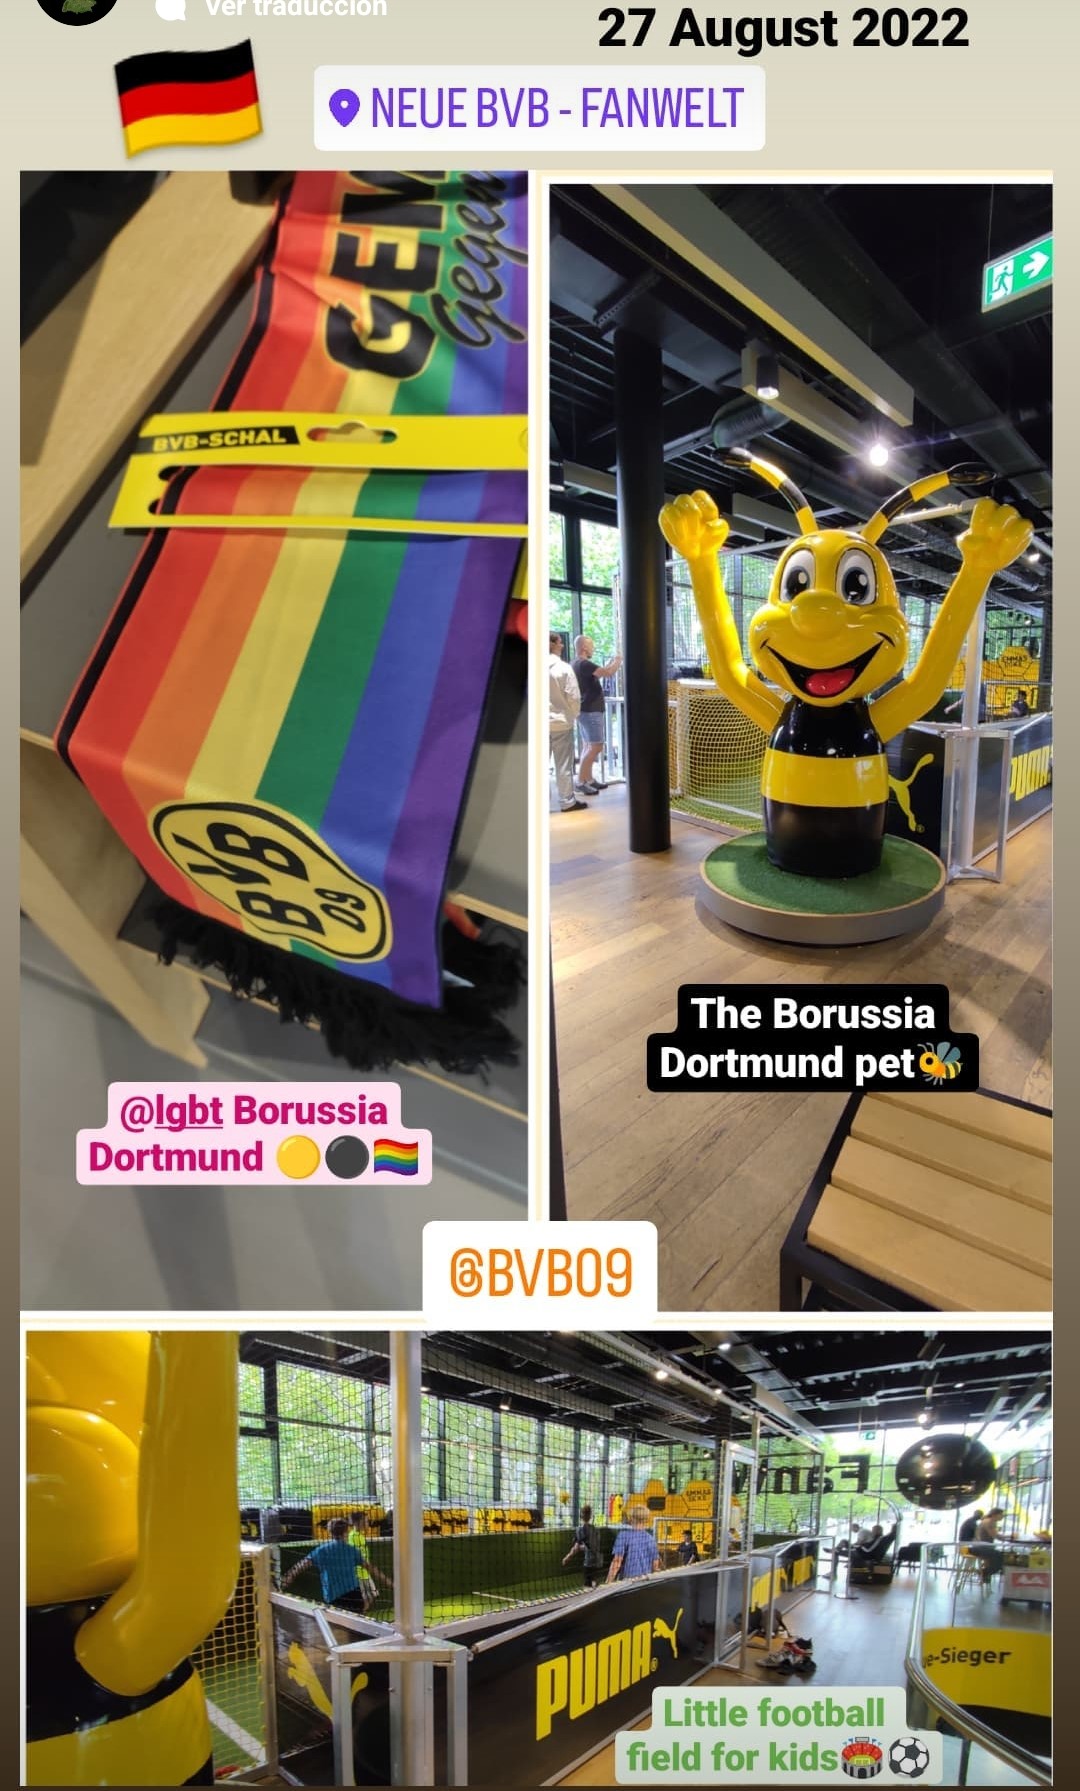 Ver traducción
27 August 2022
NEUE BVB - FANWELT
GEM
Gegen
BVB-SCHAL
BVB
09
PUMA
@lgbt Borussia
Dortmund 🟡⚫🏳️‍🌈
The Borussia
Dortmund pet🐝
@BVB09
Fan
PUMA
e-Sieger
Little football
field for kids🏟️⚽